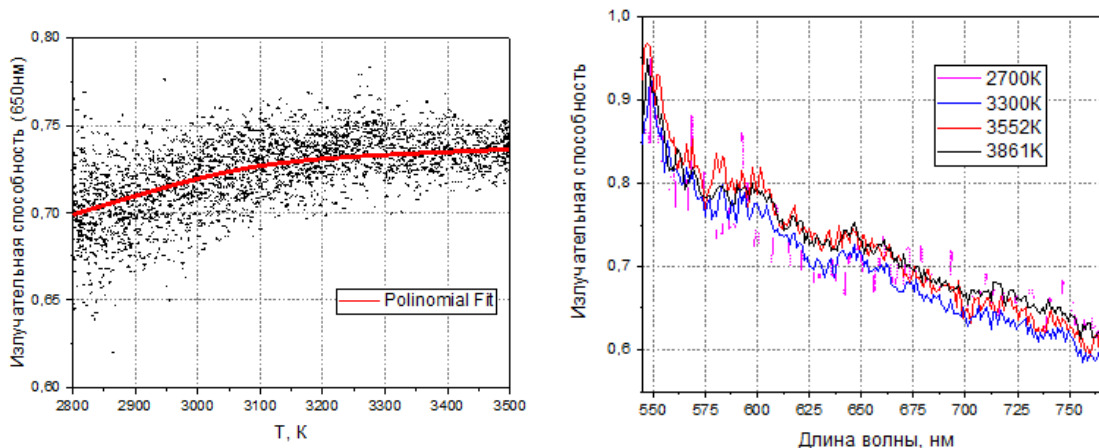 Излучательная способность (650нм)
0,80
0,75
0,70
0,65
0,60
2800 2900 3000 3100 3200 3300 3400 3500
T, K
Polinomial Fit
Излучательная способность
1,0
0,9
0,8
0,7
0,6
550 575 600 625 650 675 700 725 750
Длина волны, нм
2700K
3300K
3552K
3861K